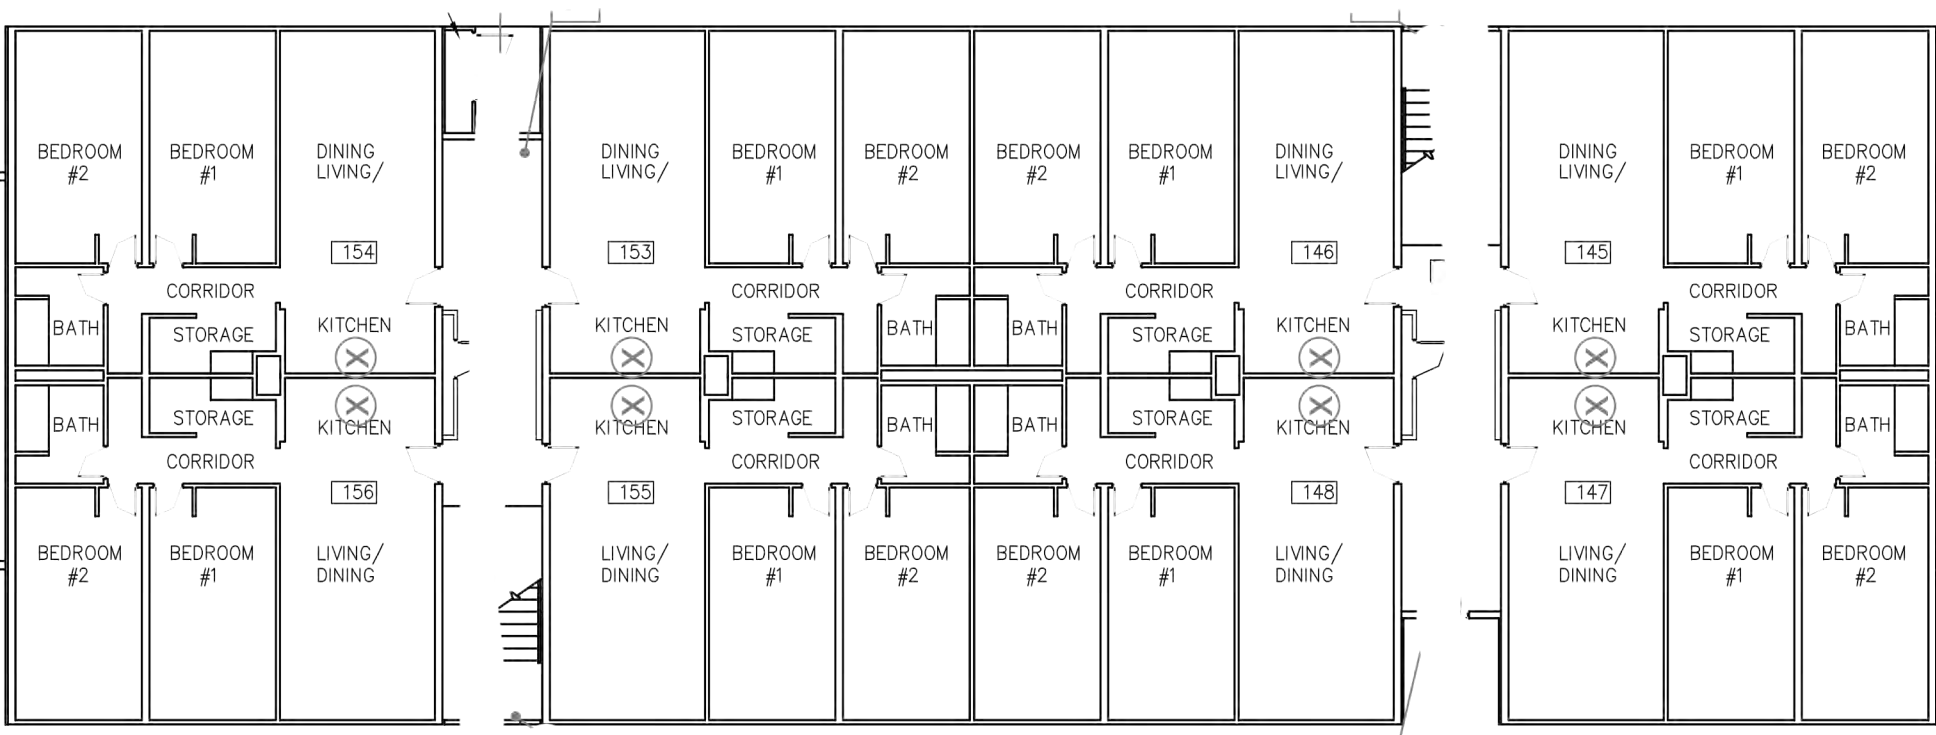 BEDROOM
#2
BEDROOM
#1
DINING
LIVING/
DINING
LIVING/
BEDROOM
#1
BEDROOM
#2
BEDROOM
#2
BEDROOM
#1
DINING
LIVING/
DINING
LIVING/
BEDROOM
#1
BEDROOM
#2
154
153
146
145
CORRIDOR
CORRIDOR
CORRIDOR
CORRIDOR
BATH
STORAGE
KITCHEN
KITCHEN
STORAGE
BATH
BATH
STORAGE
KITCHEN
KITCHEN
STORAGE
BATH
X
X
X
X
X
X
X
X
BATH
STORAGE
KITCHEN
KITCHEN
STORAGE
BATH
BATH
STORAGE
KITCHEN
KITCHEN
STORAGE
BATH
CORRIDOR
CORRIDOR
CORRIDOR
CORRIDOR
156
155
148
147
BEDROOM
#2
BEDROOM
#1
LIVING/
DINING
LIVING/
DINING
BEDROOM
#1
BEDROOM
#2
BEDROOM
#2
BEDROOM
#1
LIVING/
DINING
LIVING/
DINING
BEDROOM
#1
BEDROOM
#2